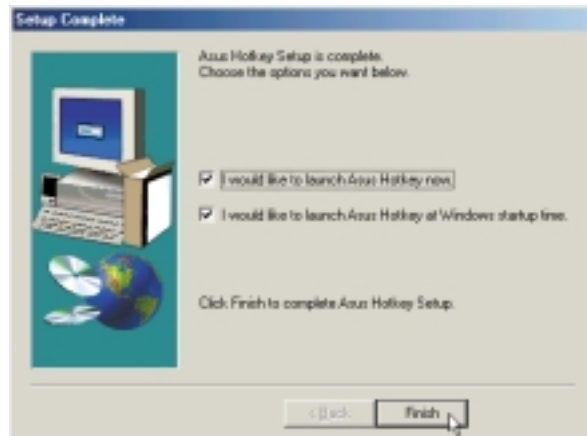 Setup Complete
Asus Hotkey Setup is complete.
Choose the options you want below.
I would like to launch Asus Hotkey now.
I would like to launch Asus Hotkey at Windows startup time.
Click Finish to complete Asus Hotkey Setup.
< Back
Finish